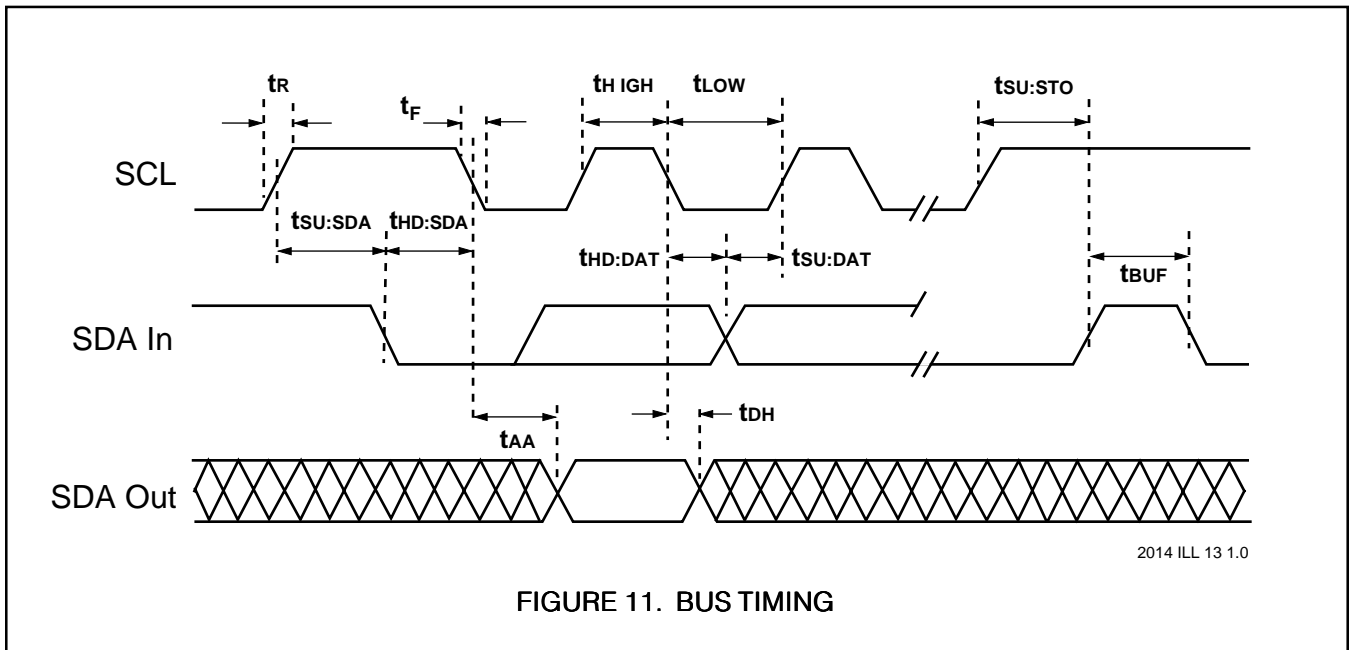 tR
tF
tH IGH
tLOW
tSU:STO
SCL
tSU:SDA
tHD:SDA
tHD:DAT
tSU:DAT
tBUF
SDA In
tAA
tDH
SDA Out
2014 ILL 13 1.0
FIGURE 11. BUS TIMING